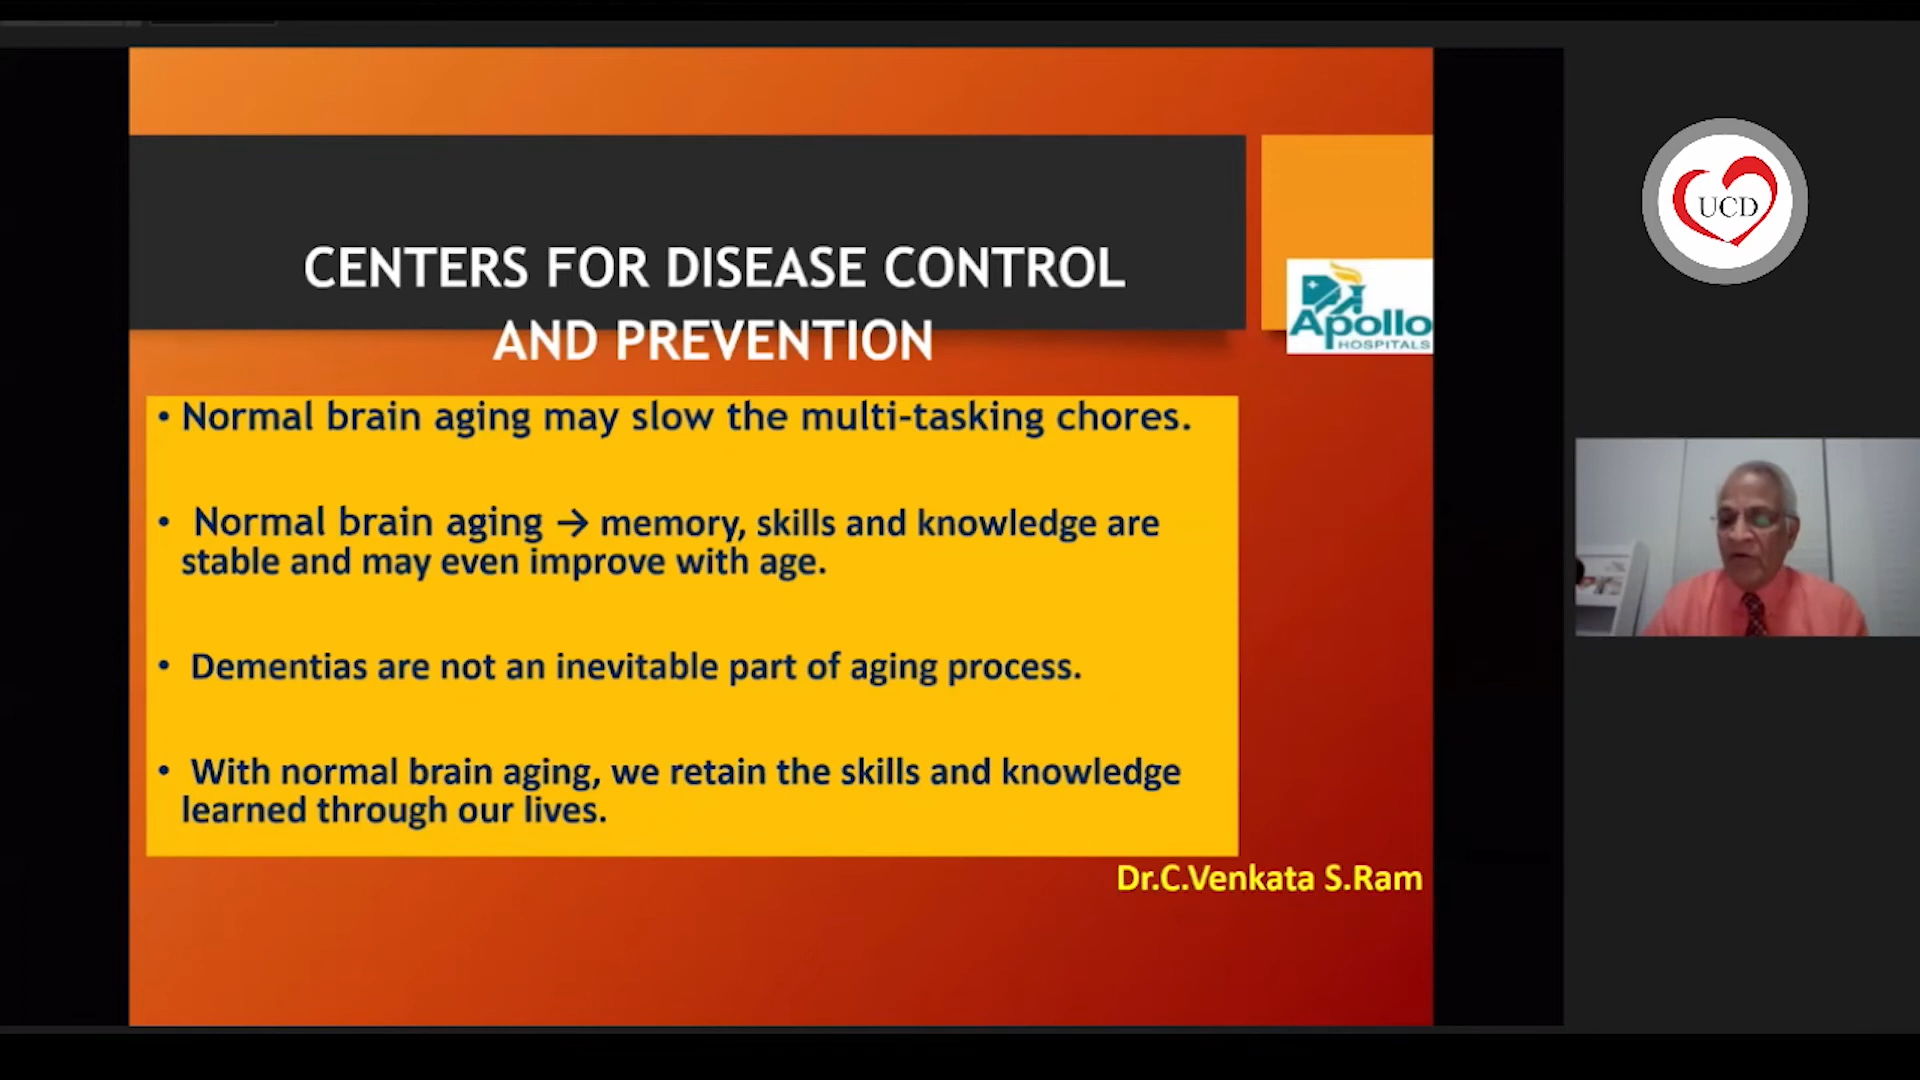 CENTERS FOR DISEASE CONTROL
AND PREVENTION
Apollo
HOSPITALS
UCD
• Normal brain aging may slow the multi-tasking chores.
• Normal brain aging → memory, skills and knowledge are
stable and may even improve with age.
• Dementias are not an inevitable part of aging process.
• With normal brain aging, we retain the skills and knowledge
learned through our lives.
Dr.C.Venkata S.Ram